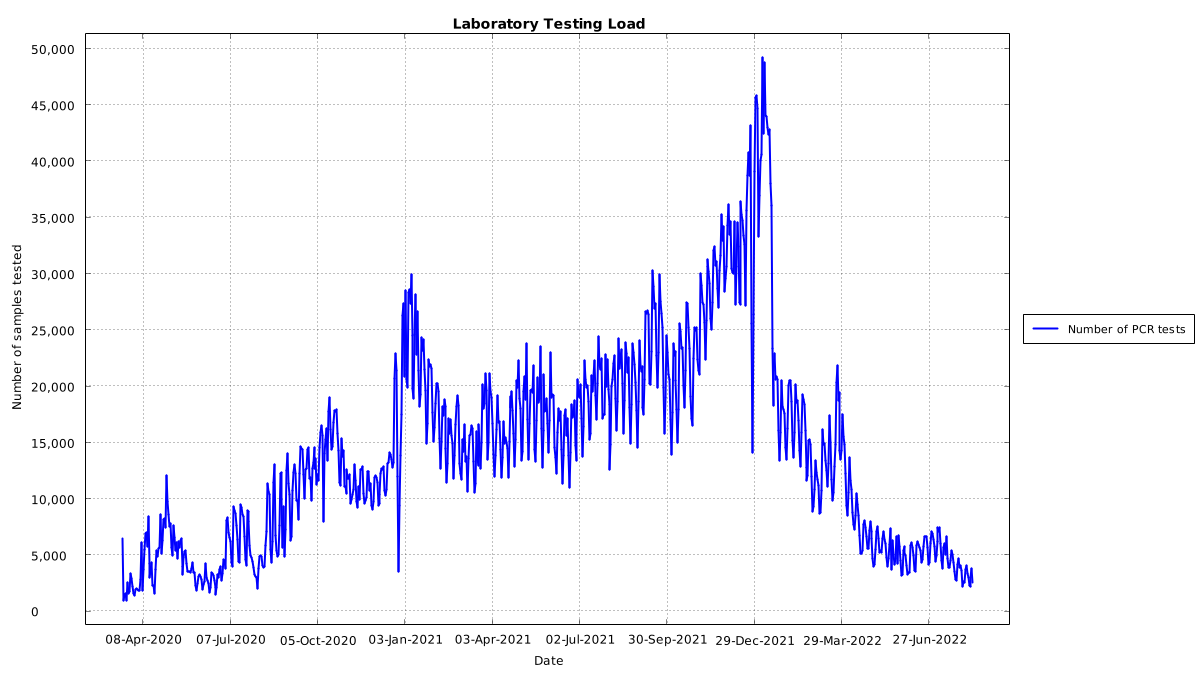 Laboratory Testing Load
50,000
45,000
40,000
35,000
30,000
25,000
20,000
15,000
10,000
5,000
0
Number of samples tested
08-Apr-2020 07-Jul-2020 05-Oct-2020 03-Jan-2021 03-Apr-2021 02-Jul-2021 30-Sep-2021 29-Dec-2021 29-Mar-2022 27-Jun-2022
Date
Number of PCR tests